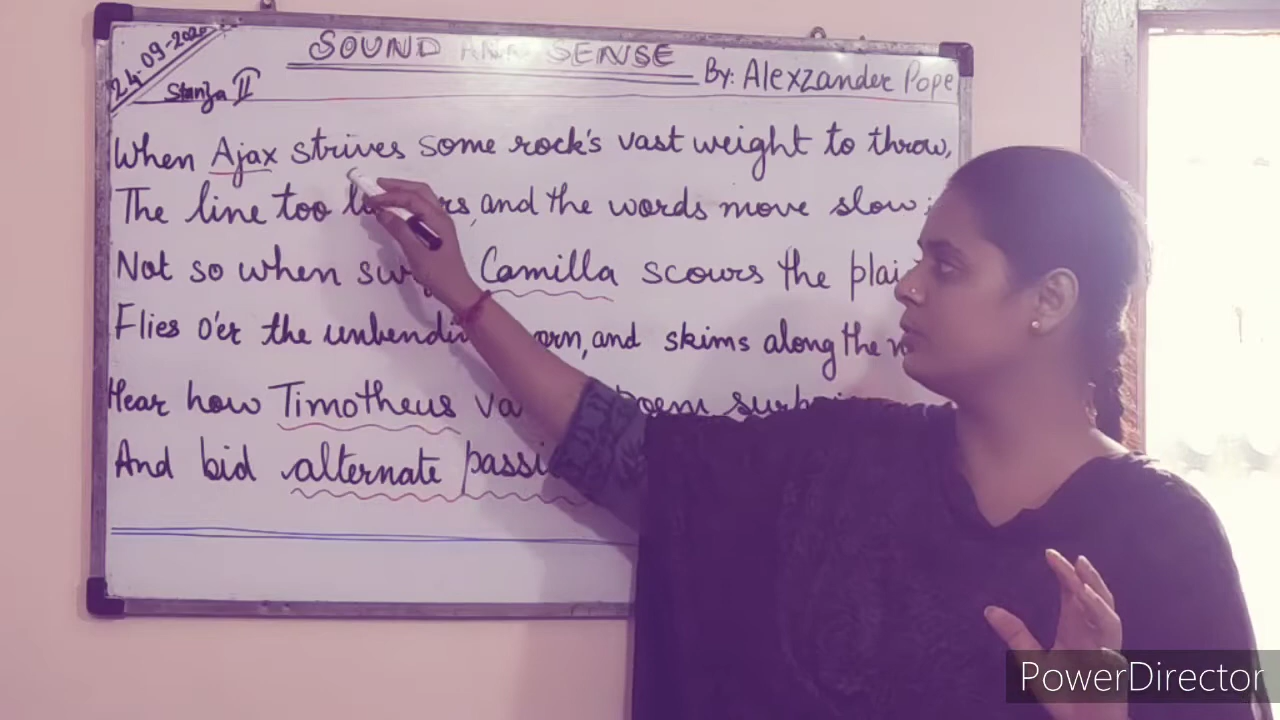 24.09-2020
SOUND AND SENSE
Stanza II
By: Alexzander Pope
When Ajax strives some rock's vast weight to throw,
The line too and the words move slow;
Not so when Camilla scours the
Flies o'er the and skims along the
Hear how Timotheus poem
And bid alternate
PowerDirector